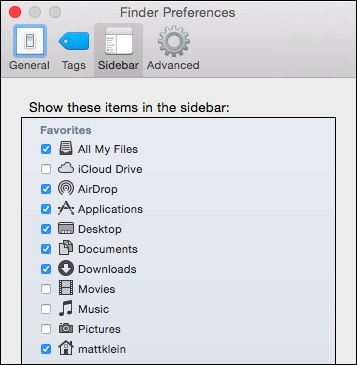 Finder Preferences
General Tags Sidebar Advanced
Show these items in the sidebar:
Favorites
All My Files
iCloud Drive
AirDrop
Applications
Desktop
Documents
Downloads
Movies
Music
Pictures
mattklein